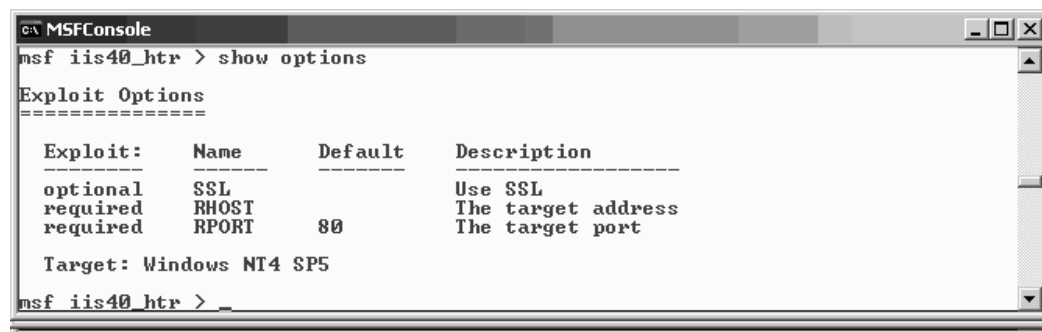 MSFConsole
msf iis40_htr > show options
Exploit Options
===============
Exploit: Name Default Description
-------- ------ ------- ------------------
optional SSL Use SSL
required RHOST The target address
required RPORT 80 The target port
Target: Windows NT4 SP5
msf iis40_htr > _